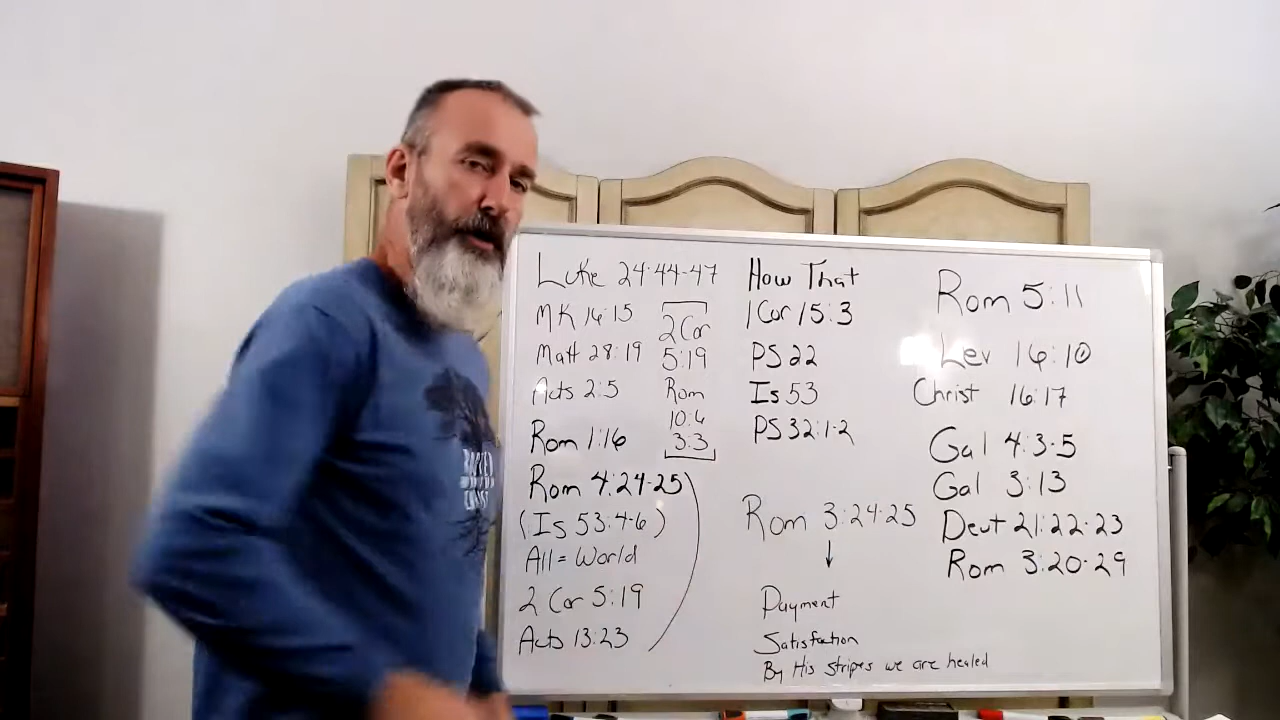 Luke 24:44-47
MK 16:15
Matt 28:19
Acts 2:5
Rom 1:16
Rom 4:24-25
(Is 53:4-6)
All = World
2 Cor 5:19
Acts 13:23
2 Cor
5:19
Rom
10:6
3:3
How That
1 Cor 15:3
PS 22
Is 53
PS 32:1-2
Rom 3:24-25
↓
Payment
Satisfaction
By His stripes we are healed
Rom 5:11
Lev 16:10
Christ 16:17
Gal 4:3-5
Gal 3:13
Deut 21:22-23
Rom 3:20-29